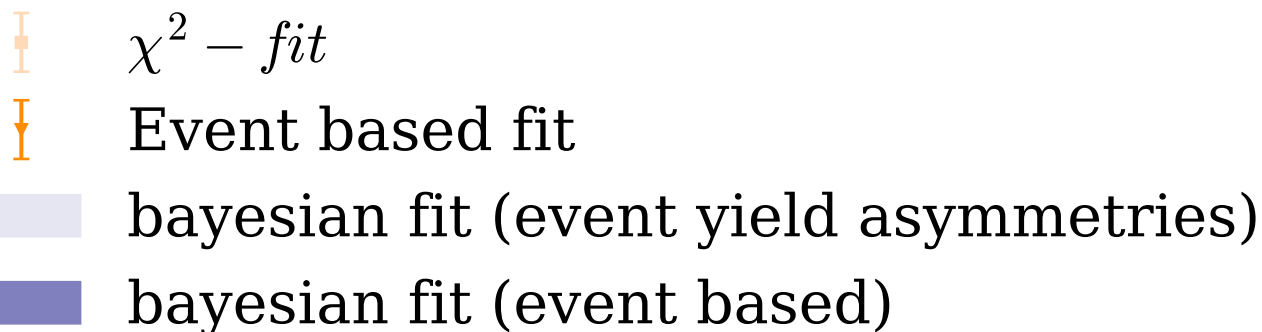 χ² − fit
Event based fit
bayesian fit (event yield asymmetries)
bayesian fit (event based)